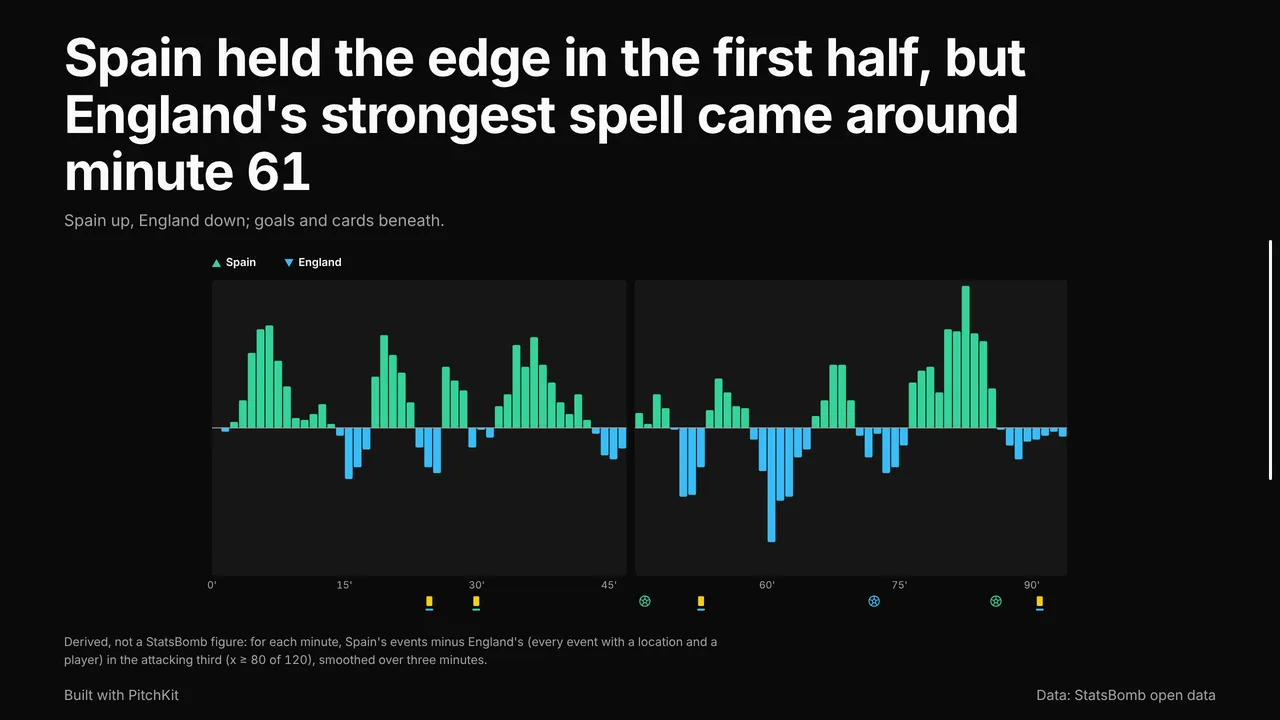 Spain held the edge in the first half, but
England's strongest spell came around
minute 61
Spain up, England down; goals and cards beneath.
Spain England
0' 15' 30' 45' 60' 75' 90'
Derived, not a StatsBomb figure: for each minute, Spain's events minus England's (every event with a location and a
player) in the attacking third (x ≥ 80 of 120), smoothed over three minutes.
Built with PitchKit
Data: StatsBomb open data